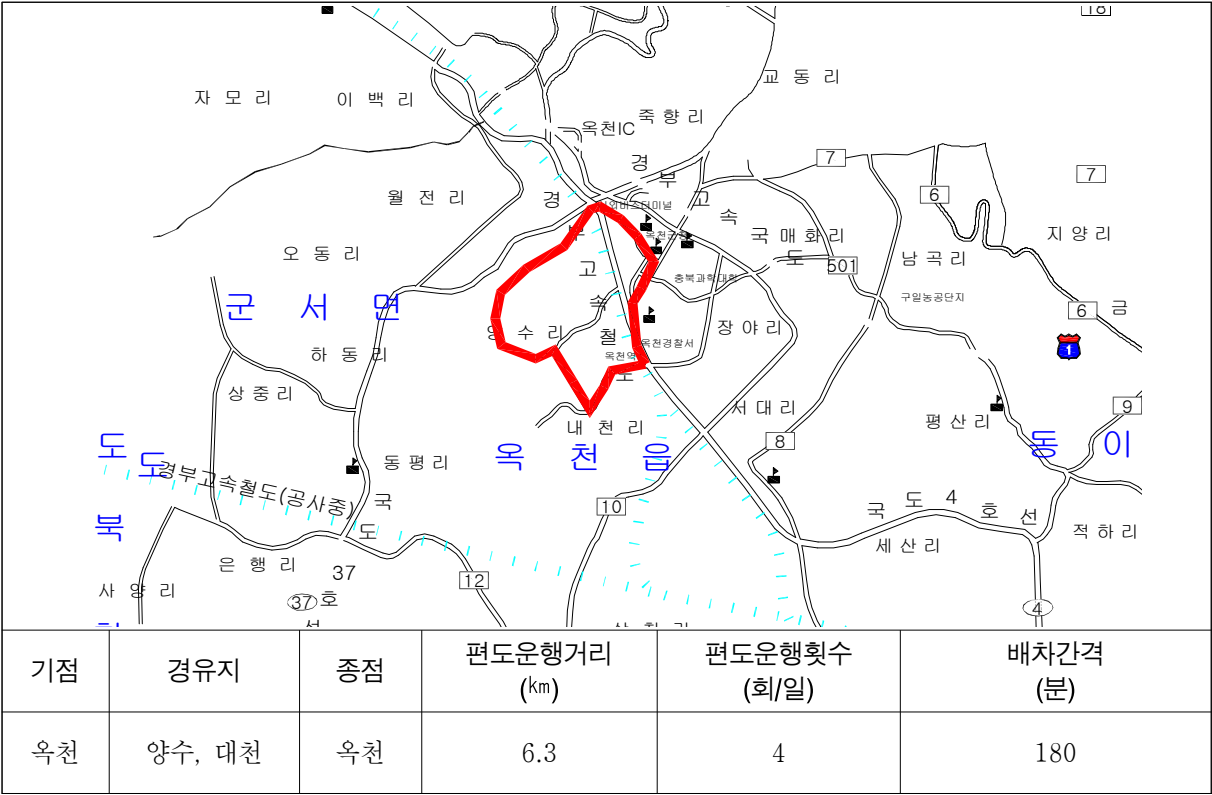 18
교 동 리
자 모 리
이 백 리
죽 향 리
옥천IC
경
부
7
7
6
월 전 리
경
고
속
부
국 매 화 리
도
지 양 리
오 동 리
고
남 곡 리
501
충북과학대학
군 서 면
속
구일농공단지
6
금
장 야 리
수 리
철
옥천경찰서
1
하 동 리
옥천역
도
상 중 리
서 대 리
9
내 천 리
평 산 리
8
도
도
동 평 리
옥 천 읍
동 이
경부고속철도(공사중)
국
도
10
북
국 도 4 호 선
적 하 리
세 산 리
은 행 리
37
12
사 양 리
37
호
4
기점
경유지
종점
편도운행거리
(㎞)
편도운행횟수
(회/일)
배차간격
(분)
옥천
양수, 대천
옥천
6.3
4
180